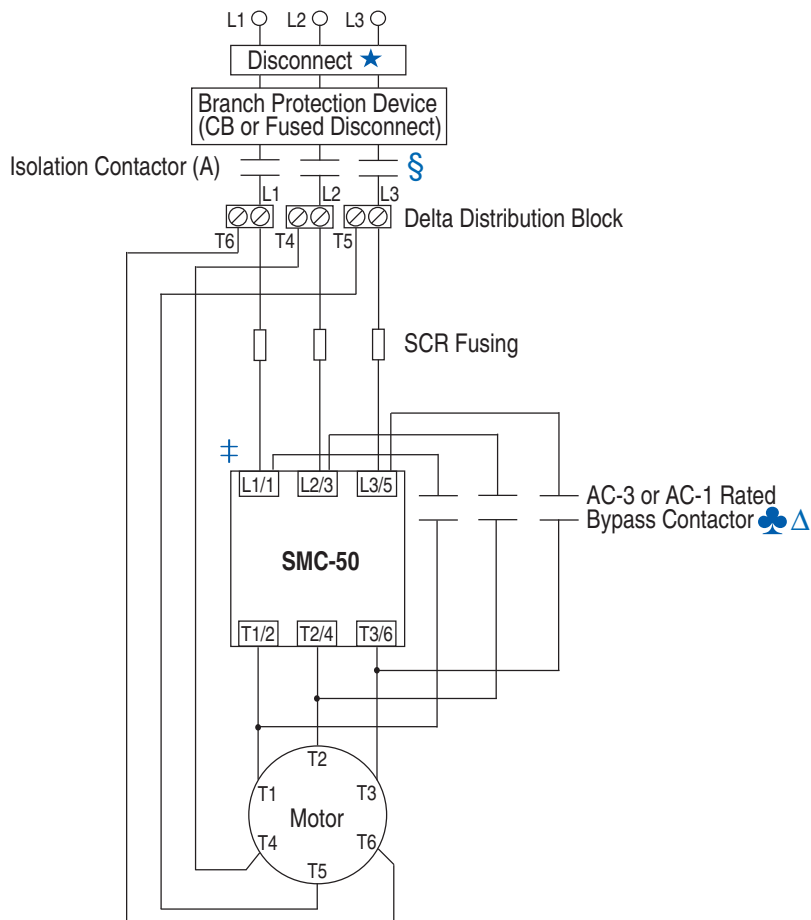 L1 L2 L3
Disconnect ★
Branch Protection Device
(CB or Fused Disconnect)
Isolation Contactor (A) §
L1 L2 L3
Delta Distribution Block
T6 T4 T5
SCR Fusing
‡
L1/1 L2/3 L3/5
AC-3 or AC-1 Rated
Bypass Contactor ♣ Δ
SMC-50
T1/2 T2/4 T3/6
T2
T1 T3
Motor
T4 T6
T5